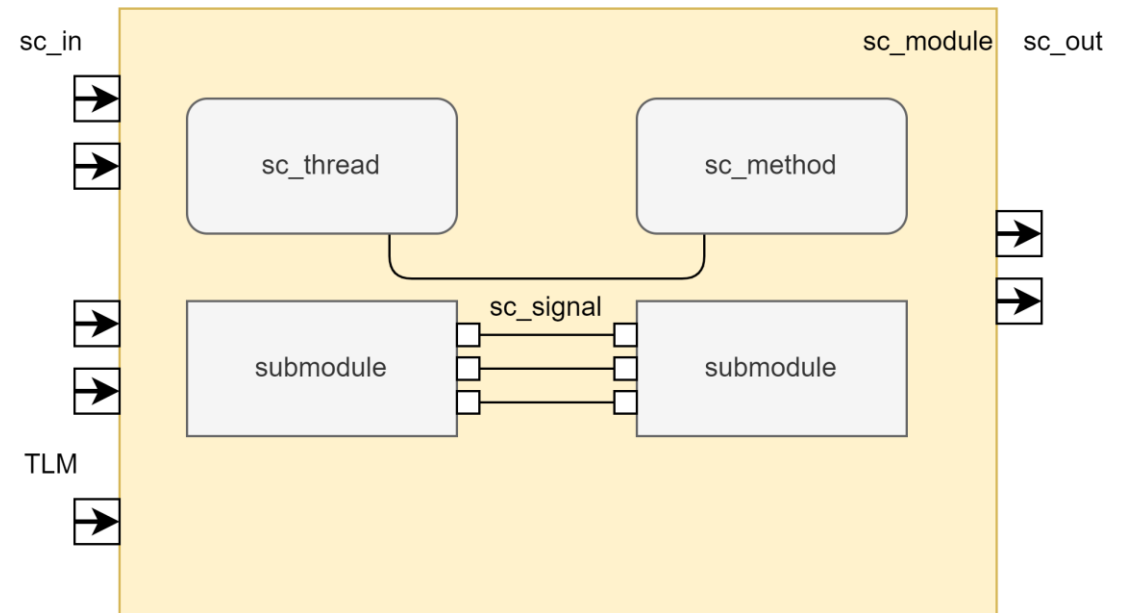 sc_in
sc_module
sc_out
sc_thread
sc_method
sc_signal
submodule
submodule
TLM